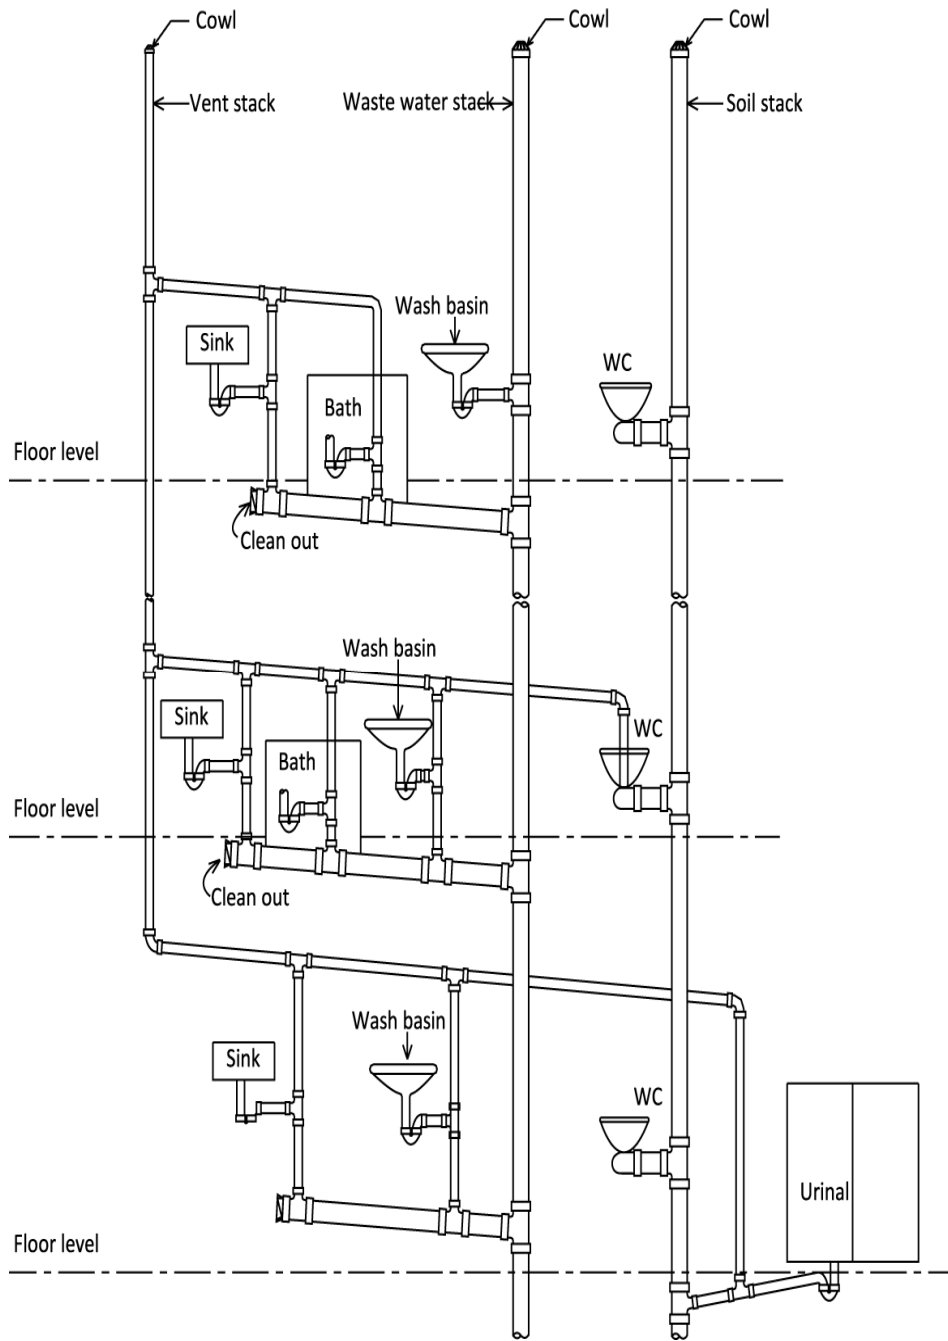 Cowl
Cowl
Cowl
Vent stack
Waste water stack
Soil stack
Wash basin
Sink
WC
Bath
Floor level
Clean out
Wash basin
Sink
WC
Bath
Floor level
Clean out
Wash basin
Sink
WC
Urinal
Floor level